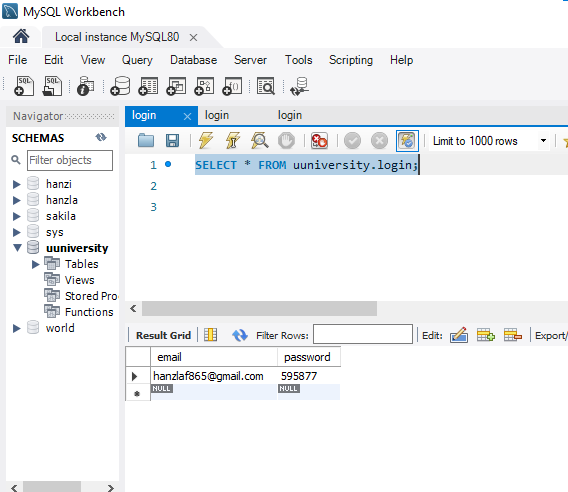 MySQL Workbench
Local instance MySQL80
File Edit View Query Database Server Tools Scripting Help
Navigator
SCHEMAS
Filter objects
hanzi
hanzla
sakila
sys
uuniversity
Tables
Views
Stored Pro
Functions
world
login login login
Limit to 1000 rows
1 SELECT * FROM uuniversity.login;
2
3
Result Grid Filter Rows: Edit: Export/
email password
hanzlaf865@gmail.com 595877
NULL NULL